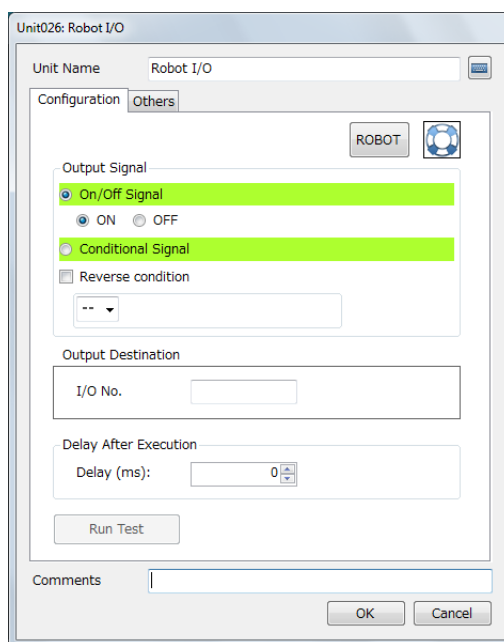 Unit026: Robot I/O
Unit Name Robot I/O
Configuration Others
ROBOT
Output Signal
On/Off Signal
ON OFF
Conditional Signal
Reverse condition
--
Output Destination
I/O No.
Delay After Execution
Delay (ms): 0
Run Test
Comments
OK Cancel